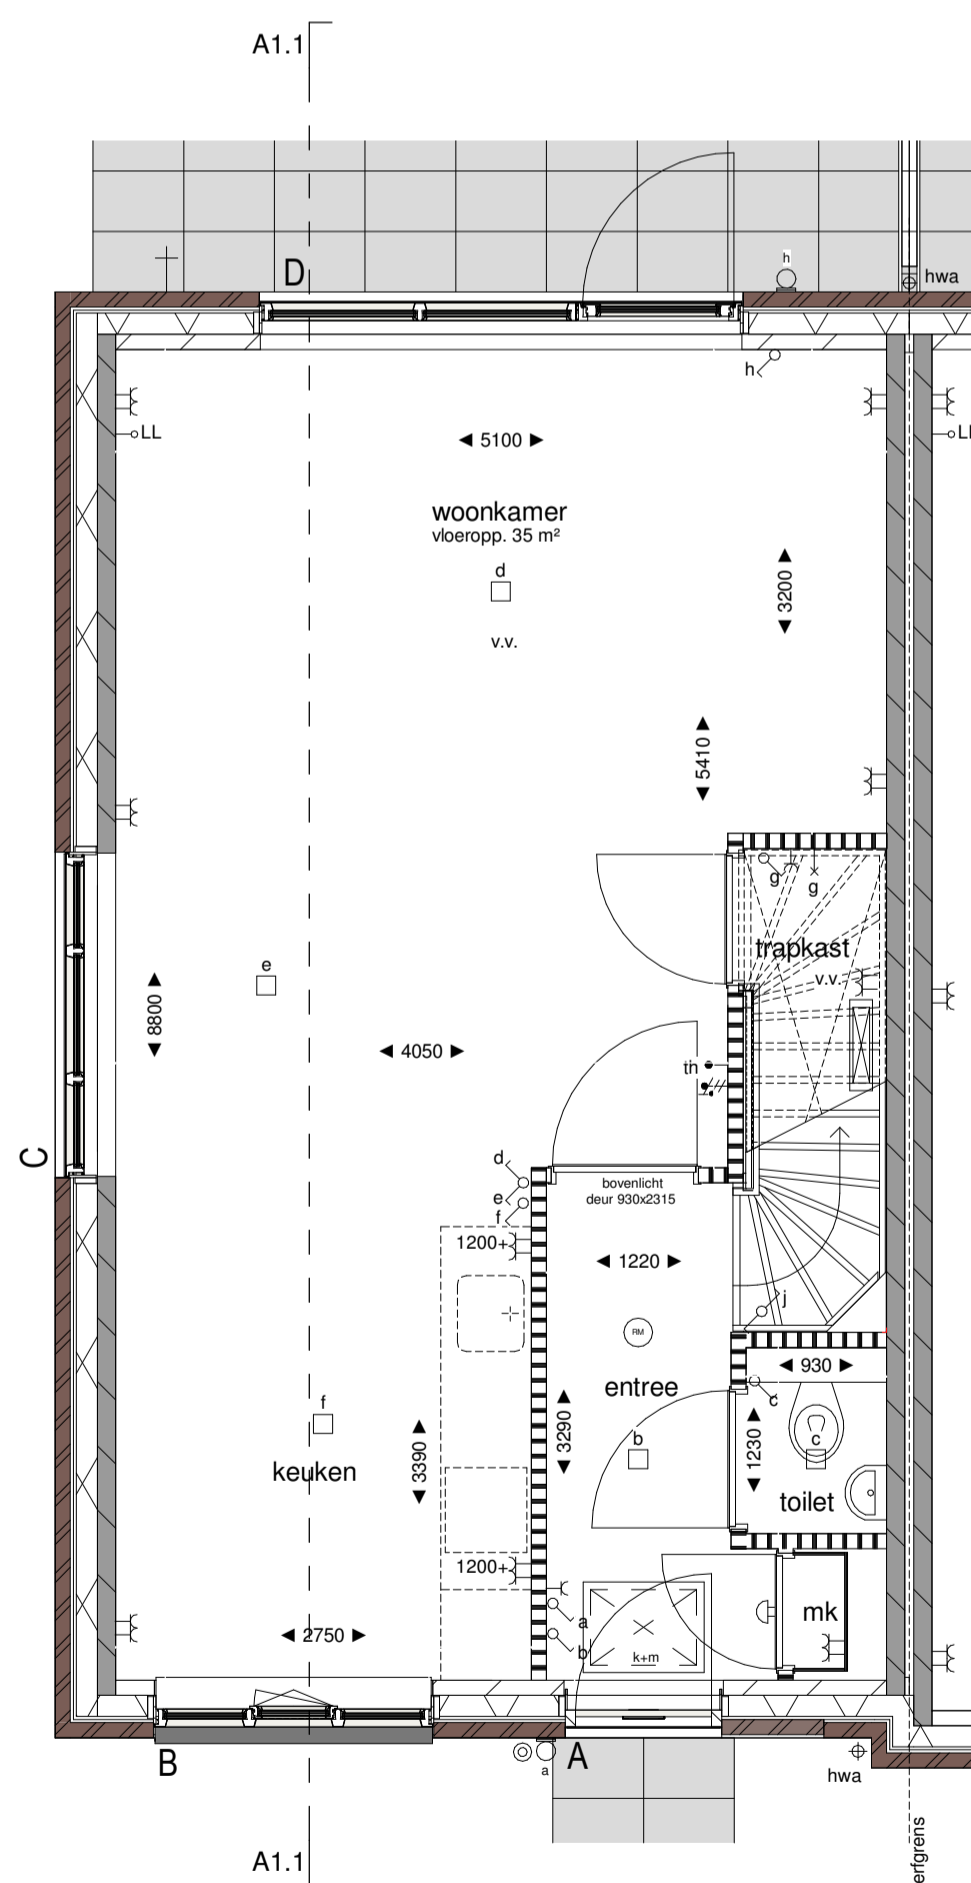 A1.1
D
h
hwa
h
LL
LL
5100
woonkamer
vloeropp. 35 m²
d
v.v.
3200
5410
g
g
trapkast
v.v.
e
8800
4050
th
C
d
e
f
bovenlicht
deur 930x2315
1200+
1220
j
RM
930
entree
c
f
3390
3290
b
1230
c
keuken
toilet
1200+
a
mk
2750
b
k+m
B
A
a
hwa
erfgrens
A1.1